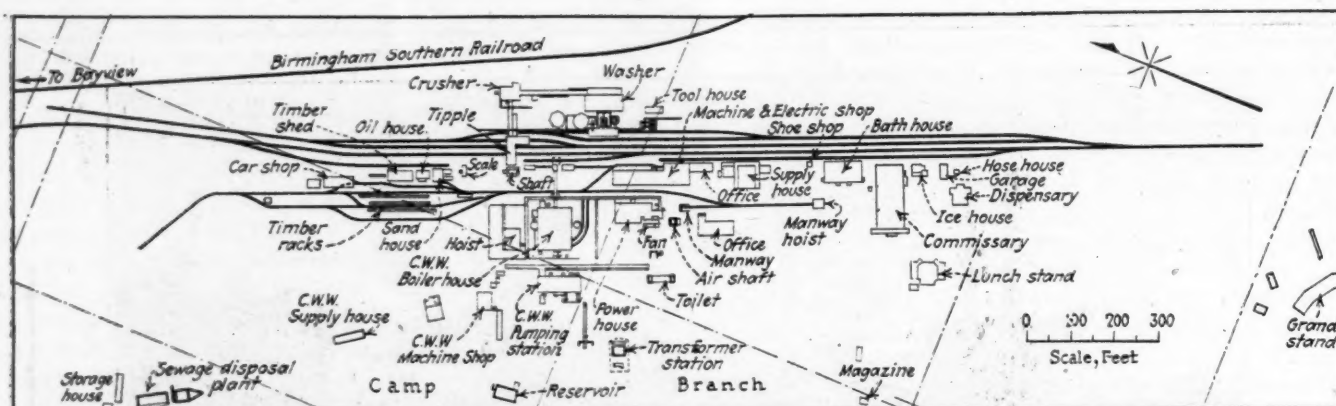 Birmingham Southern Railroad
To Bayview
Crusher
Washer
Tool house
Timber
shed
Oil house
Tipple
Machine & Electric shop
Shoe shop
Bath house
Car shop
Scale
Shaft
Office
Supply
house
Hose house
Garage
Dispensary
Ice house
Timber
racks
Sand
house
Hoist
Fan
Office
Manway
Air shaft
Manway
hoist
Commissary
C.W.W.
Boiler house
Lunch stand
Toilet
C.W.W.
Supply house
C.W.W
Machine Shop
C.W.W.
Pumping
station
Power
house
Transformer
station
0 100 200 300
Scale, Feet
Grand
stand
Storage
house
Sewage disposal
plant
Camp Branch
Reservoir
Magazine